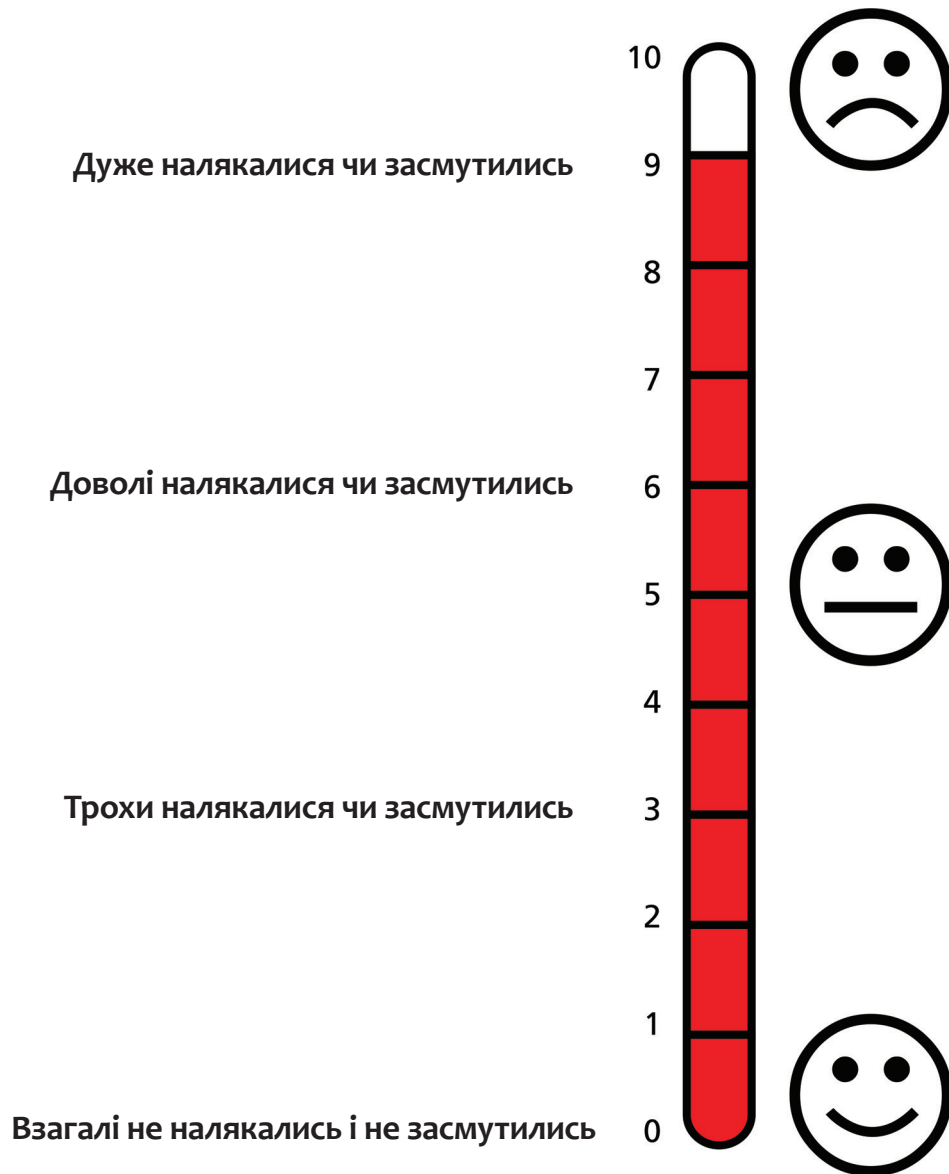 10
Дуже налякалися чи засмутились 9
8
7
Доволі налякалися чи засмутились 6
5
4
Трохи налякалися чи засмутились 3
2
1
Взагалі не налякались і не засмутились 0